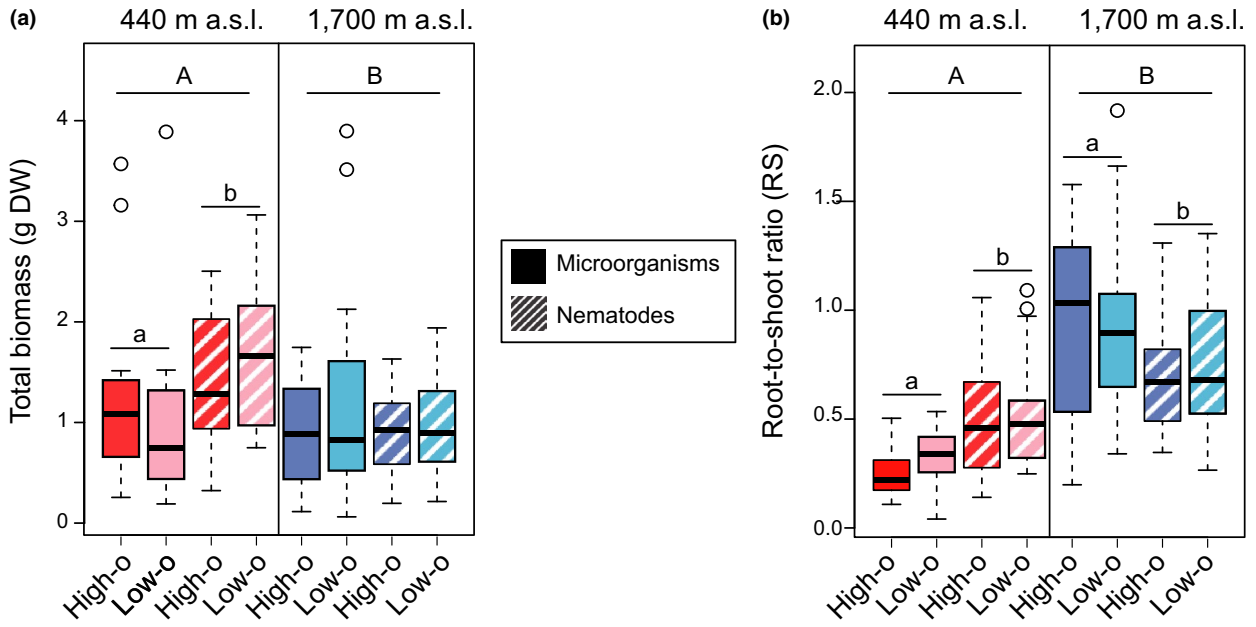 (a) 440 m a.s.l. 1,700 m a.s.l.
A B
Total biomass (g DW)
4
3
2
1
0
a b
High-o Low-o High-o Low-o High-o Low-o High-o Low-o
Microorganisms
Nematodes
(b) 440 m a.s.l. 1,700 m a.s.l.
A B
Root-to-shoot ratio (RS)
2.0
1.5
1.0
0.5
0.0
a b a b
High-o Low-o High-o Low-o High-o Low-o High-o Low-o